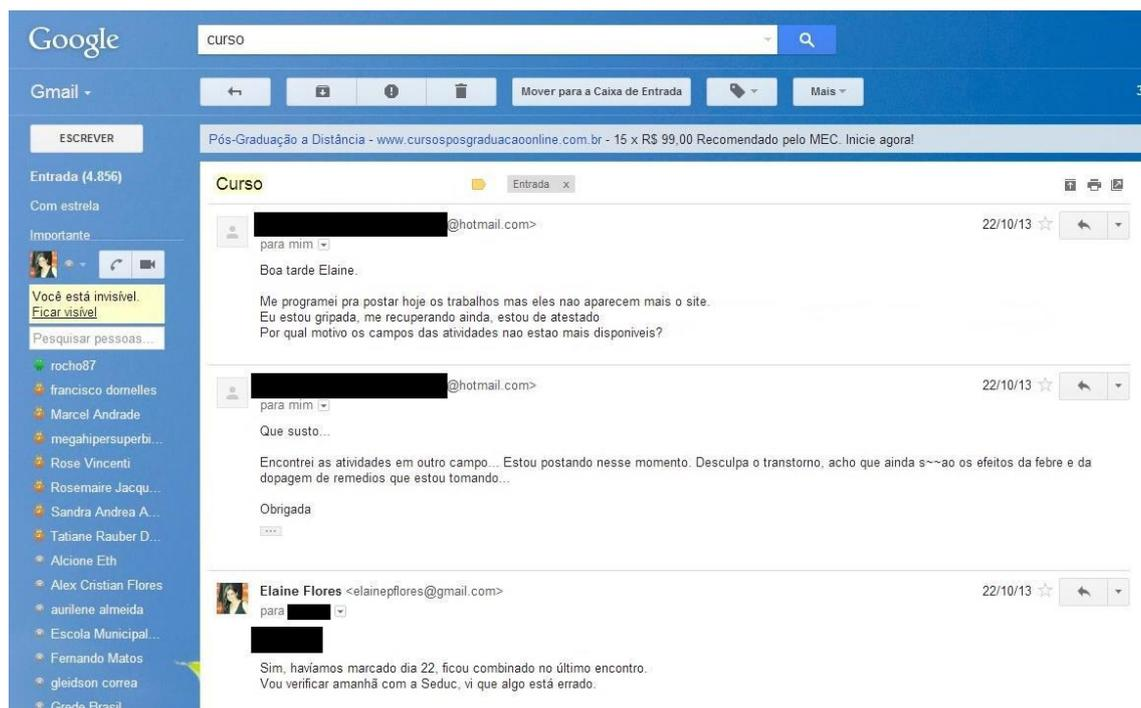 Google
curso
Gmail
Mover para a Caixa de Entrada
Mais
3
ESCREVER
Pós-Graduação a Distância - www.cursosposgraduacaoonline.com.br - 15 x R$ 99,00 Recomendado pelo MEC. Inicie agora!
Entrada (4.856)
Com estrela
Importante
Você está invisível.
Ficar visível
Pesquisar pessoas...
rocho87
francisco dornelles
Marcel Andrade
megahipersuperbi...
Rose Vincenti
Rosemaire Jacqu...
Sandra Andrea A...
Tatiane Rauber D...
Alcione Eth
Alex Cristian Flores
aurilene almeida
Escola Municipal...
Fernando Matos
gleidson correa
Grede Brasil
Curso
Entrada x
@hotmail.com>
22/10/13
para mim
Boa tarde Elaine.
Me programei pra postar hoje os trabalhos mas eles nao aparecem mais o site.
Eu estou gripada, me recuperando ainda, estou de atestado
Por qual motivo os campos das atividades nao estao mais disponiveis?
@hotmail.com>
22/10/13
para mim
Que susto...
Encontrei as atividades em outro campo... Estou postando nesse momento. Desculpa o transtorno, acho que ainda s~~ao os efeitos da febre e da
dopagem de remedios que estou tomando...
Obrigada
...
Elaine Flores <elainepflores@gmail.com>
22/10/13
para
Sim, havíamos marcado dia 22, ficou combinado no último encontro.
Vou verificar amanhã com a Seduc, vi que algo está errado.